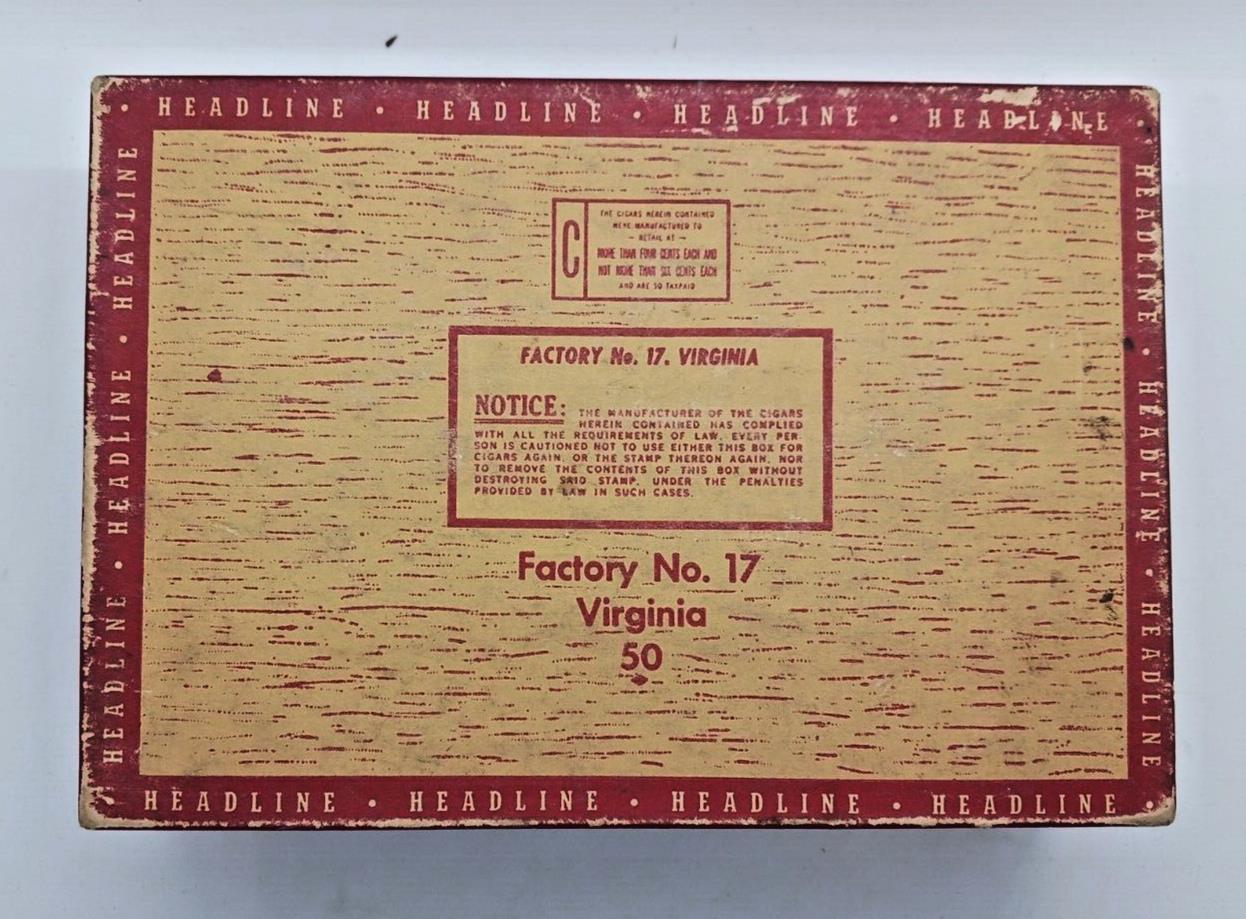 • HEADLINE • HEADLINE • HEADLINE • HEADLINE •
HEADLINE • HEADLINE • HEADLINE
C
THE CIGARS HEREIN CONTAINED
WERE MANUFACTURED TO
— RETAIL AT —
MORE THAN FOUR CENTS EACH AND
NOT MORE THAN SIX CENTS EACH
AND ARE SO TAXPAID
FACTORY No. 17. VIRGINIA
NOTICE: THE MANUFACTURER OF THE CIGARS
HEREIN CONTAINED HAS COMPLIED
WITH ALL THE REQUIREMENTS OF LAW. EVERY PER-
SON IS CAUTIONED NOT TO USE EITHER THIS BOX FOR
CIGARS AGAIN, OR THE STAMP THEREON AGAIN, NOR
TO REMOVE THE CONTENTS OF THIS BOX WITHOUT
DESTROYING SAID STAMP, UNDER THE PENALTIES
PROVIDED BY LAW IN SUCH CASES.
Factory No. 17
Virginia
50
HEADLINE • HEADLINE • HEADLINE
HEADLINE • HEADLINE • HEADLINE • HEADLINE •